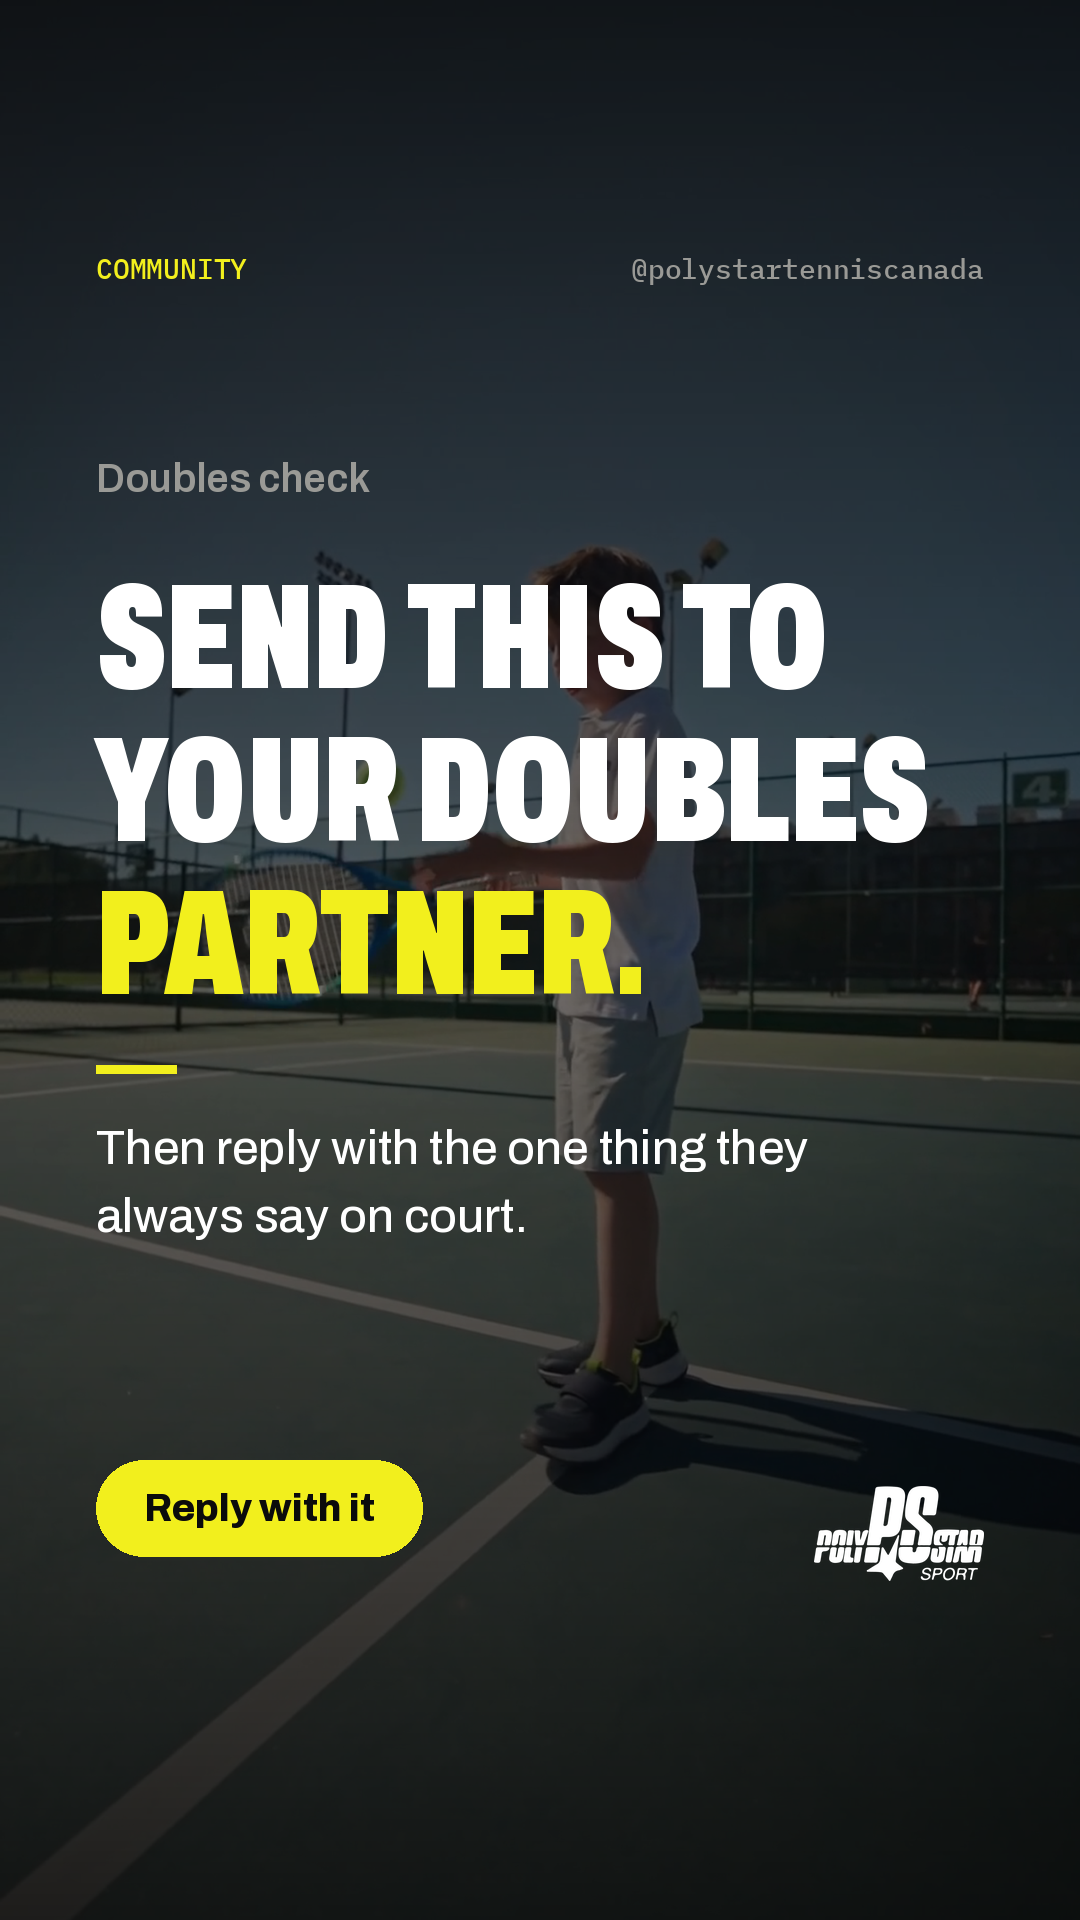 COMMUNITY
@polystartenniscanada
Doubles check
SEND THIS TO
YOUR DOUBLES
PARTNER.
Then reply with the one thing they
always say on court.
Reply with it
4
POLY PS STAR
SPORT